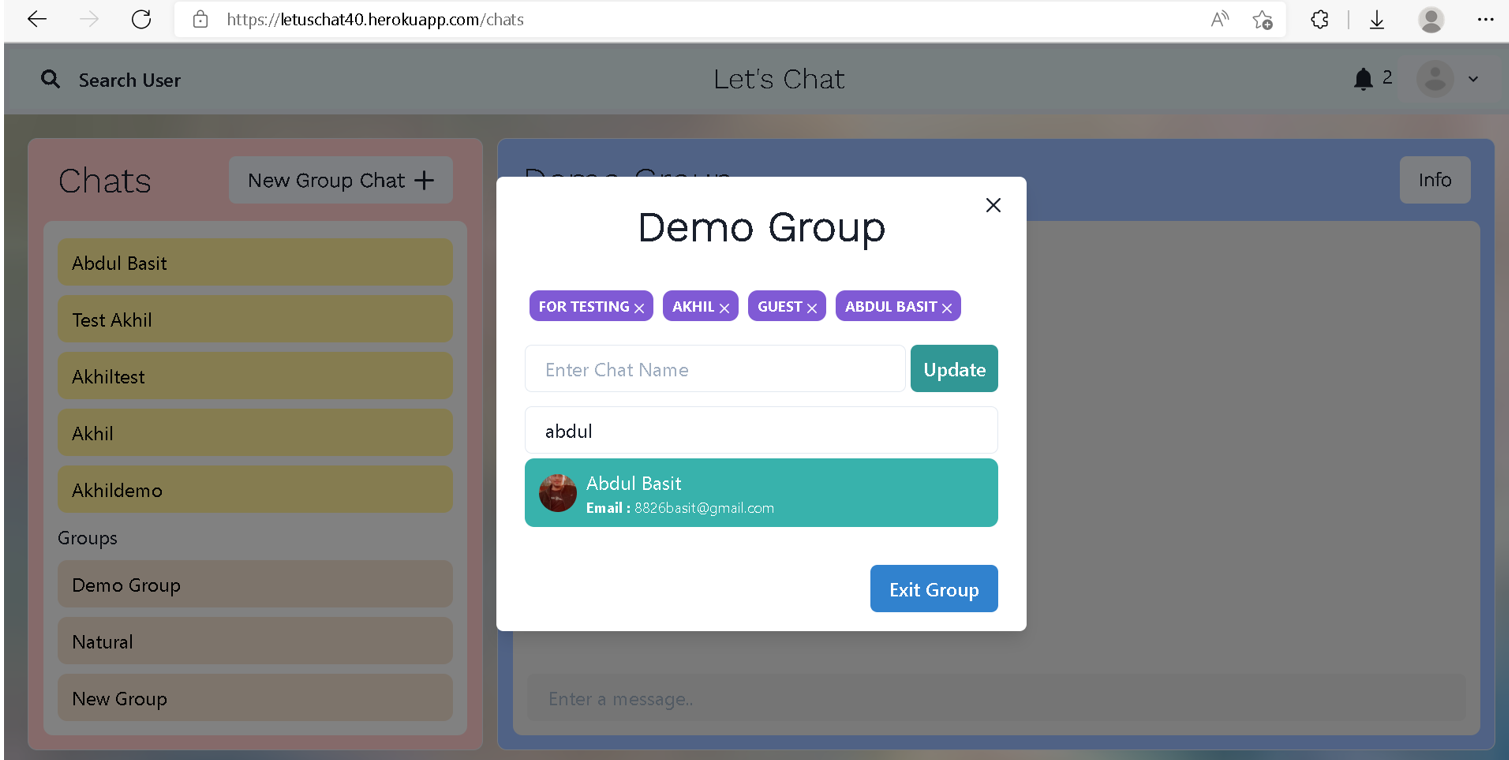 https://letuschat40.herokuapp.com/chats
Search User
Let's Chat
2
Chats
New Group Chat
Abdul Basit
Test Akhil
Akhiltest
Akhil
Akhildemo
Groups
Demo Group
Natural
New Group
Demo Group
Info
Demo Group
FOR TESTING AKHIL GUEST ABDUL BASIT
Enter Chat Name
Update
abdul
Abdul Basit
Email : 8826basit@gmail.com
Exit Group
Enter a message..